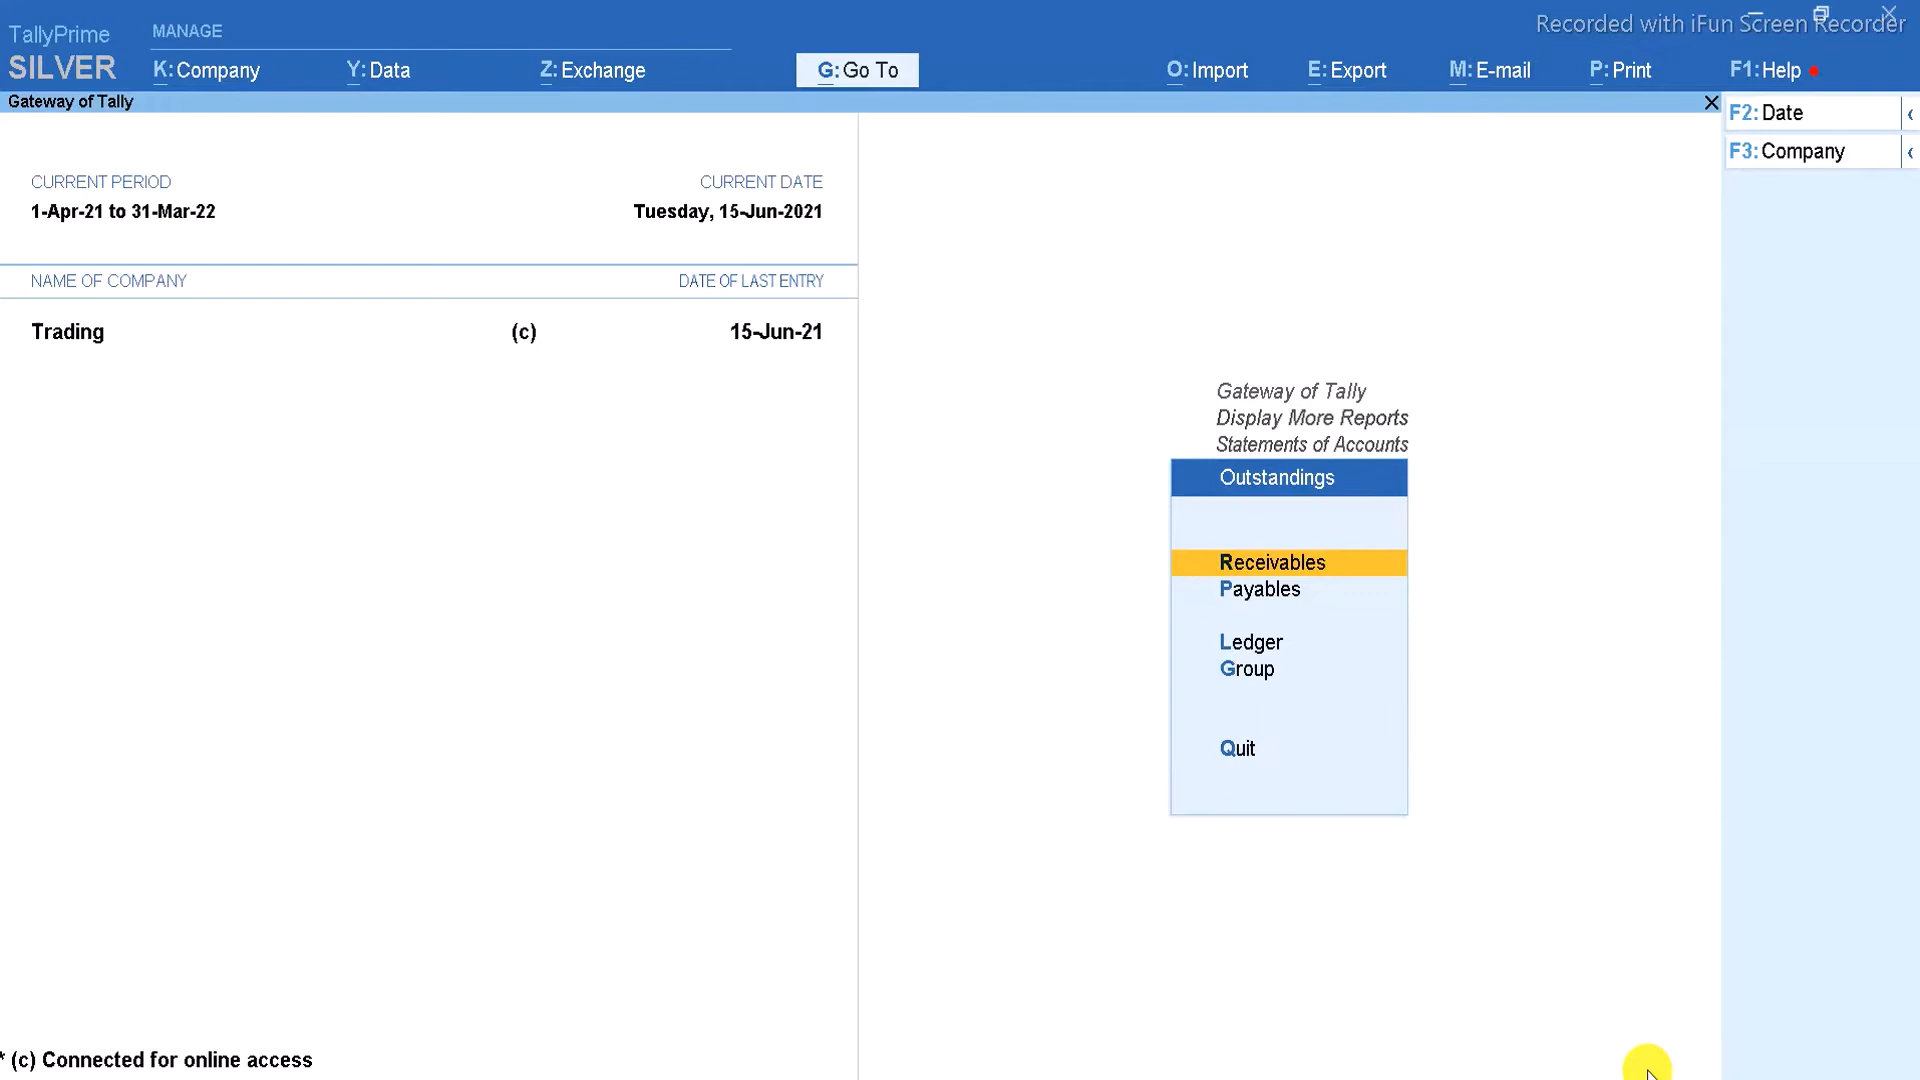 Recorded with iFun Screen Recorder
TallyPrime
SILVER
MANAGE
K: Company
Y: Data
Z: Exchange
G: Go To
O: Import
E: Export
M: E-mail
P: Print
F1: Help
Gateway of Tally
F2: Date
F3: Company
CURRENT PERIOD
CURRENT DATE
1-Apr-21 to 31-Mar-22
Tuesday, 15-Jun-2021
NAME OF COMPANY
DATE OF LAST ENTRY
Trading (c) 15-Jun-21
Gateway of Tally
Display More Reports
Statements of Accounts
Outstandings
Receivables
Payables
Ledger
Group
Quit
* (c) Connected for online access